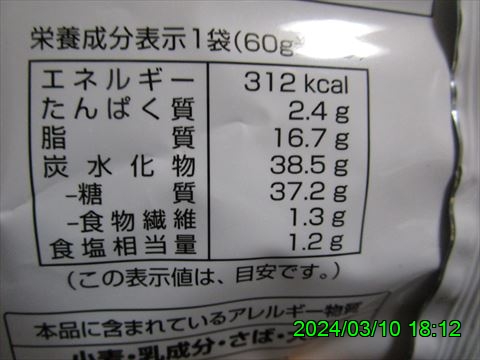 栄養成分表示1袋(60g
エネルギー 312 kcal
たんぱく質 2.4 g
脂質 16.7 g
炭水化物 38.5 g
-糖質 37.2 g
-食物繊維 1.3 g
食塩相当量 1.2 g
(この表示値は、目安です。)
本品に含まれているアレルギー物質
2024/03/10 18:12
小麦・乳成分・さば・